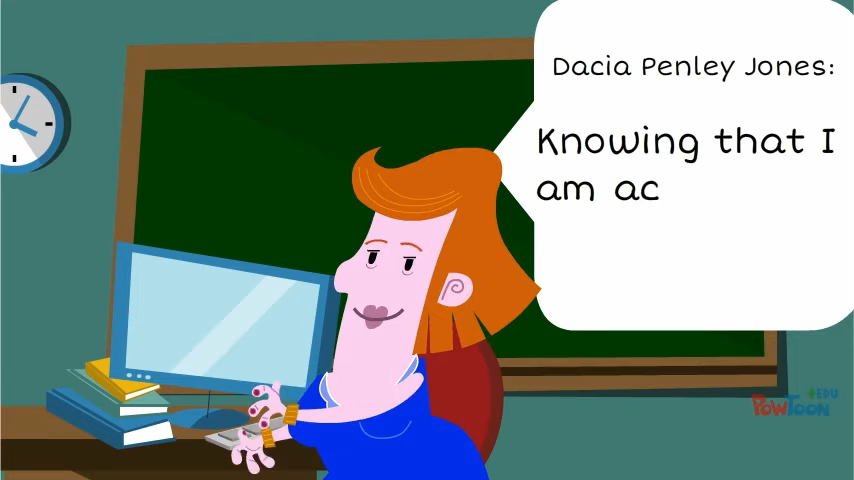 Dacia Penley Jones:
Knowing that I
am ac
+EDU
PowToon